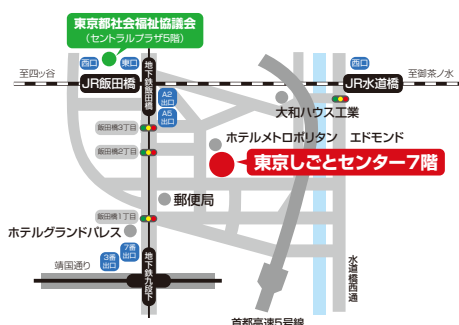 東京都社会福祉協議会
（セントラルプラザ5階）
西口
東口
西口
至四ッ谷
JR飯田橋
地下鉄飯田橋
JR水道橋
至御茶ノ水
A2
出口
A5
出口
大和ハウス工業
飯田橋3丁目
ホテルメトロポリタン　エドモンド
飯田橋2丁目
東京しごとセンター7階
郵便局
飯田橋1丁目
ホテルグランドパレス
7番
出口
3番
出口
靖国通り
地下鉄九段下
水道橋西通
首都高速5号線